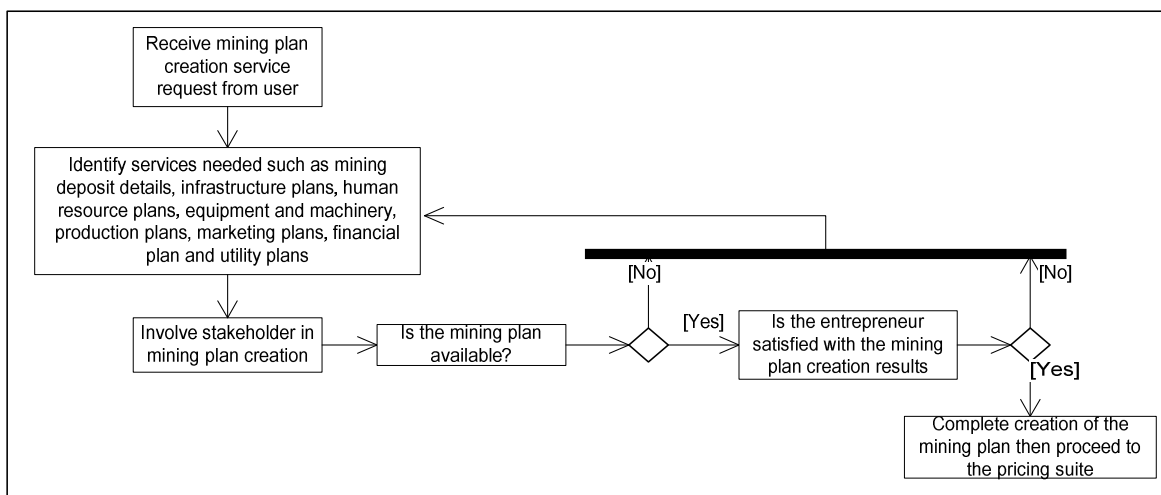 Receive mining plan
creation service
request from user
Identify services needed such as mining
deposit details, infrastructure plans, human
resource plans, equipment and machinery,
production plans, marketing plans, financial
plan and utility plans
Involve stakeholder in
mining plan creation
Is the mining plan
available?
[No]
[Yes]
Is the entrepreneur
satisfied with the mining
plan creation results
[No]
[Yes]
Complete creation of the
mining plan then proceed to
the pricing suite